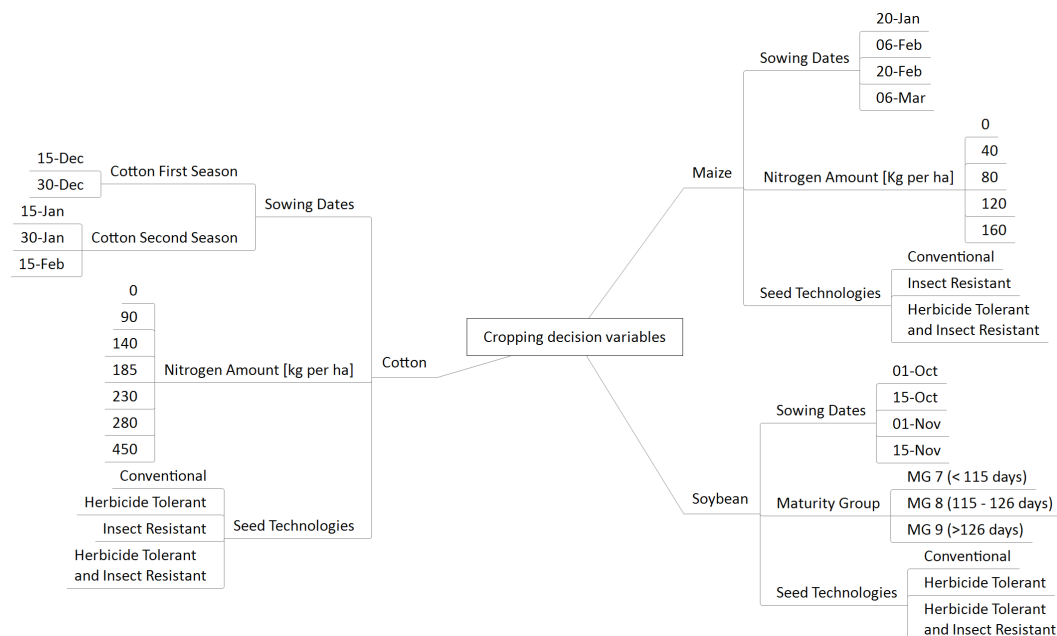 Cropping decision variables
Maize
Sowing Dates
20-Jan
06-Feb
20-Feb
06-Mar
Nitrogen Amount [Kg per ha]
0
40
80
120
160
Seed Technologies
Conventional
Insect Resistant
Herbicide Tolerant
and Insect Resistant
Soybean
Sowing Dates
01-Oct
15-Oct
01-Nov
15-Nov
Maturity Group
MG 7 (< 115 days)
MG 8 (115 - 126 days)
MG 9 (>126 days)
Seed Technologies
Conventional
Herbicide Tolerant
Herbicide Tolerant
and Insect Resistant
Cotton
Sowing Dates
Cotton First Season
15-Dec
30-Dec
Cotton Second Season
15-Jan
30-Jan
15-Feb
Nitrogen Amount [kg per ha]
0
90
140
185
230
280
450
Seed Technologies
Conventional
Herbicide Tolerant
Insect Resistant
Herbicide Tolerant
and Insect Resistant